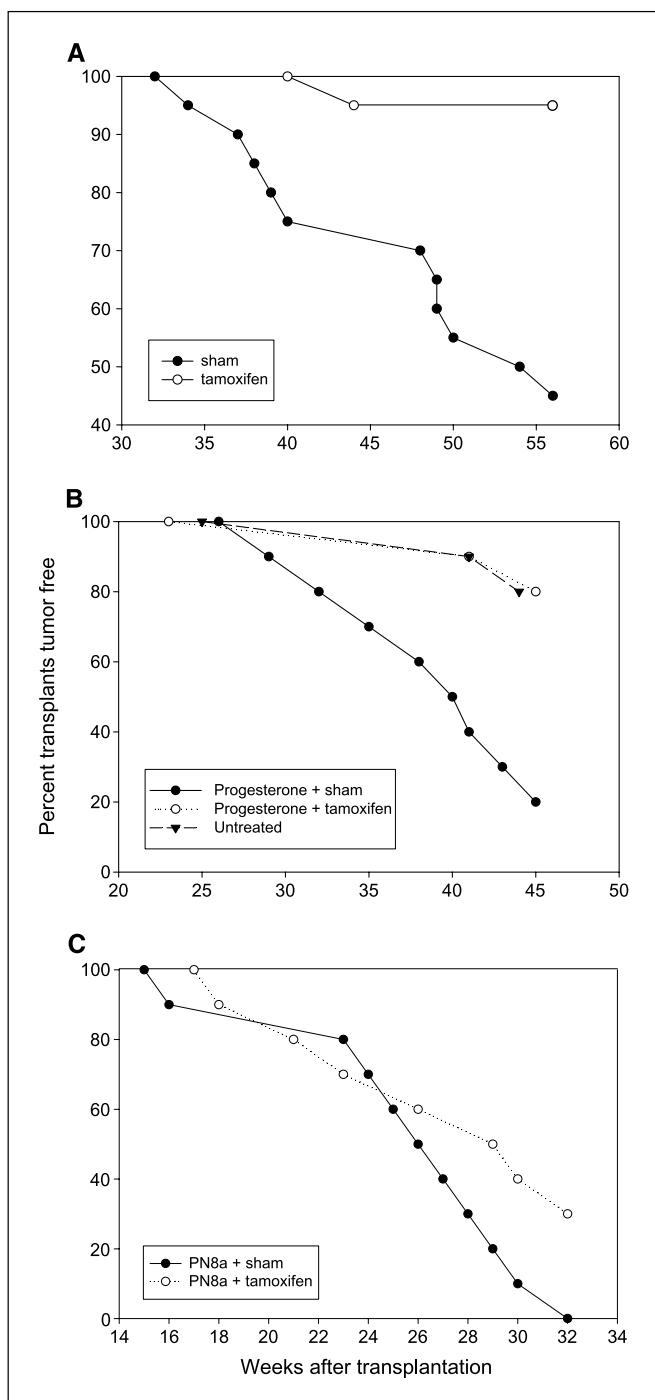 A
100
90
80
70
60
50
40
sham
tamoxifen
30 35 40 45 50 55 60
B
100
80
60
40
20
0
Progesterone + sham
Progesterone + tamoxifen
Untreated
20 25 30 35 40 45 50
Percent transplants tumor free
C
100
80
60
40
20
0
PN8a + sham
PN8a + tamoxifen
14 16 18 20 22 23 24 26 28 30 32 34
Weeks after transplantation